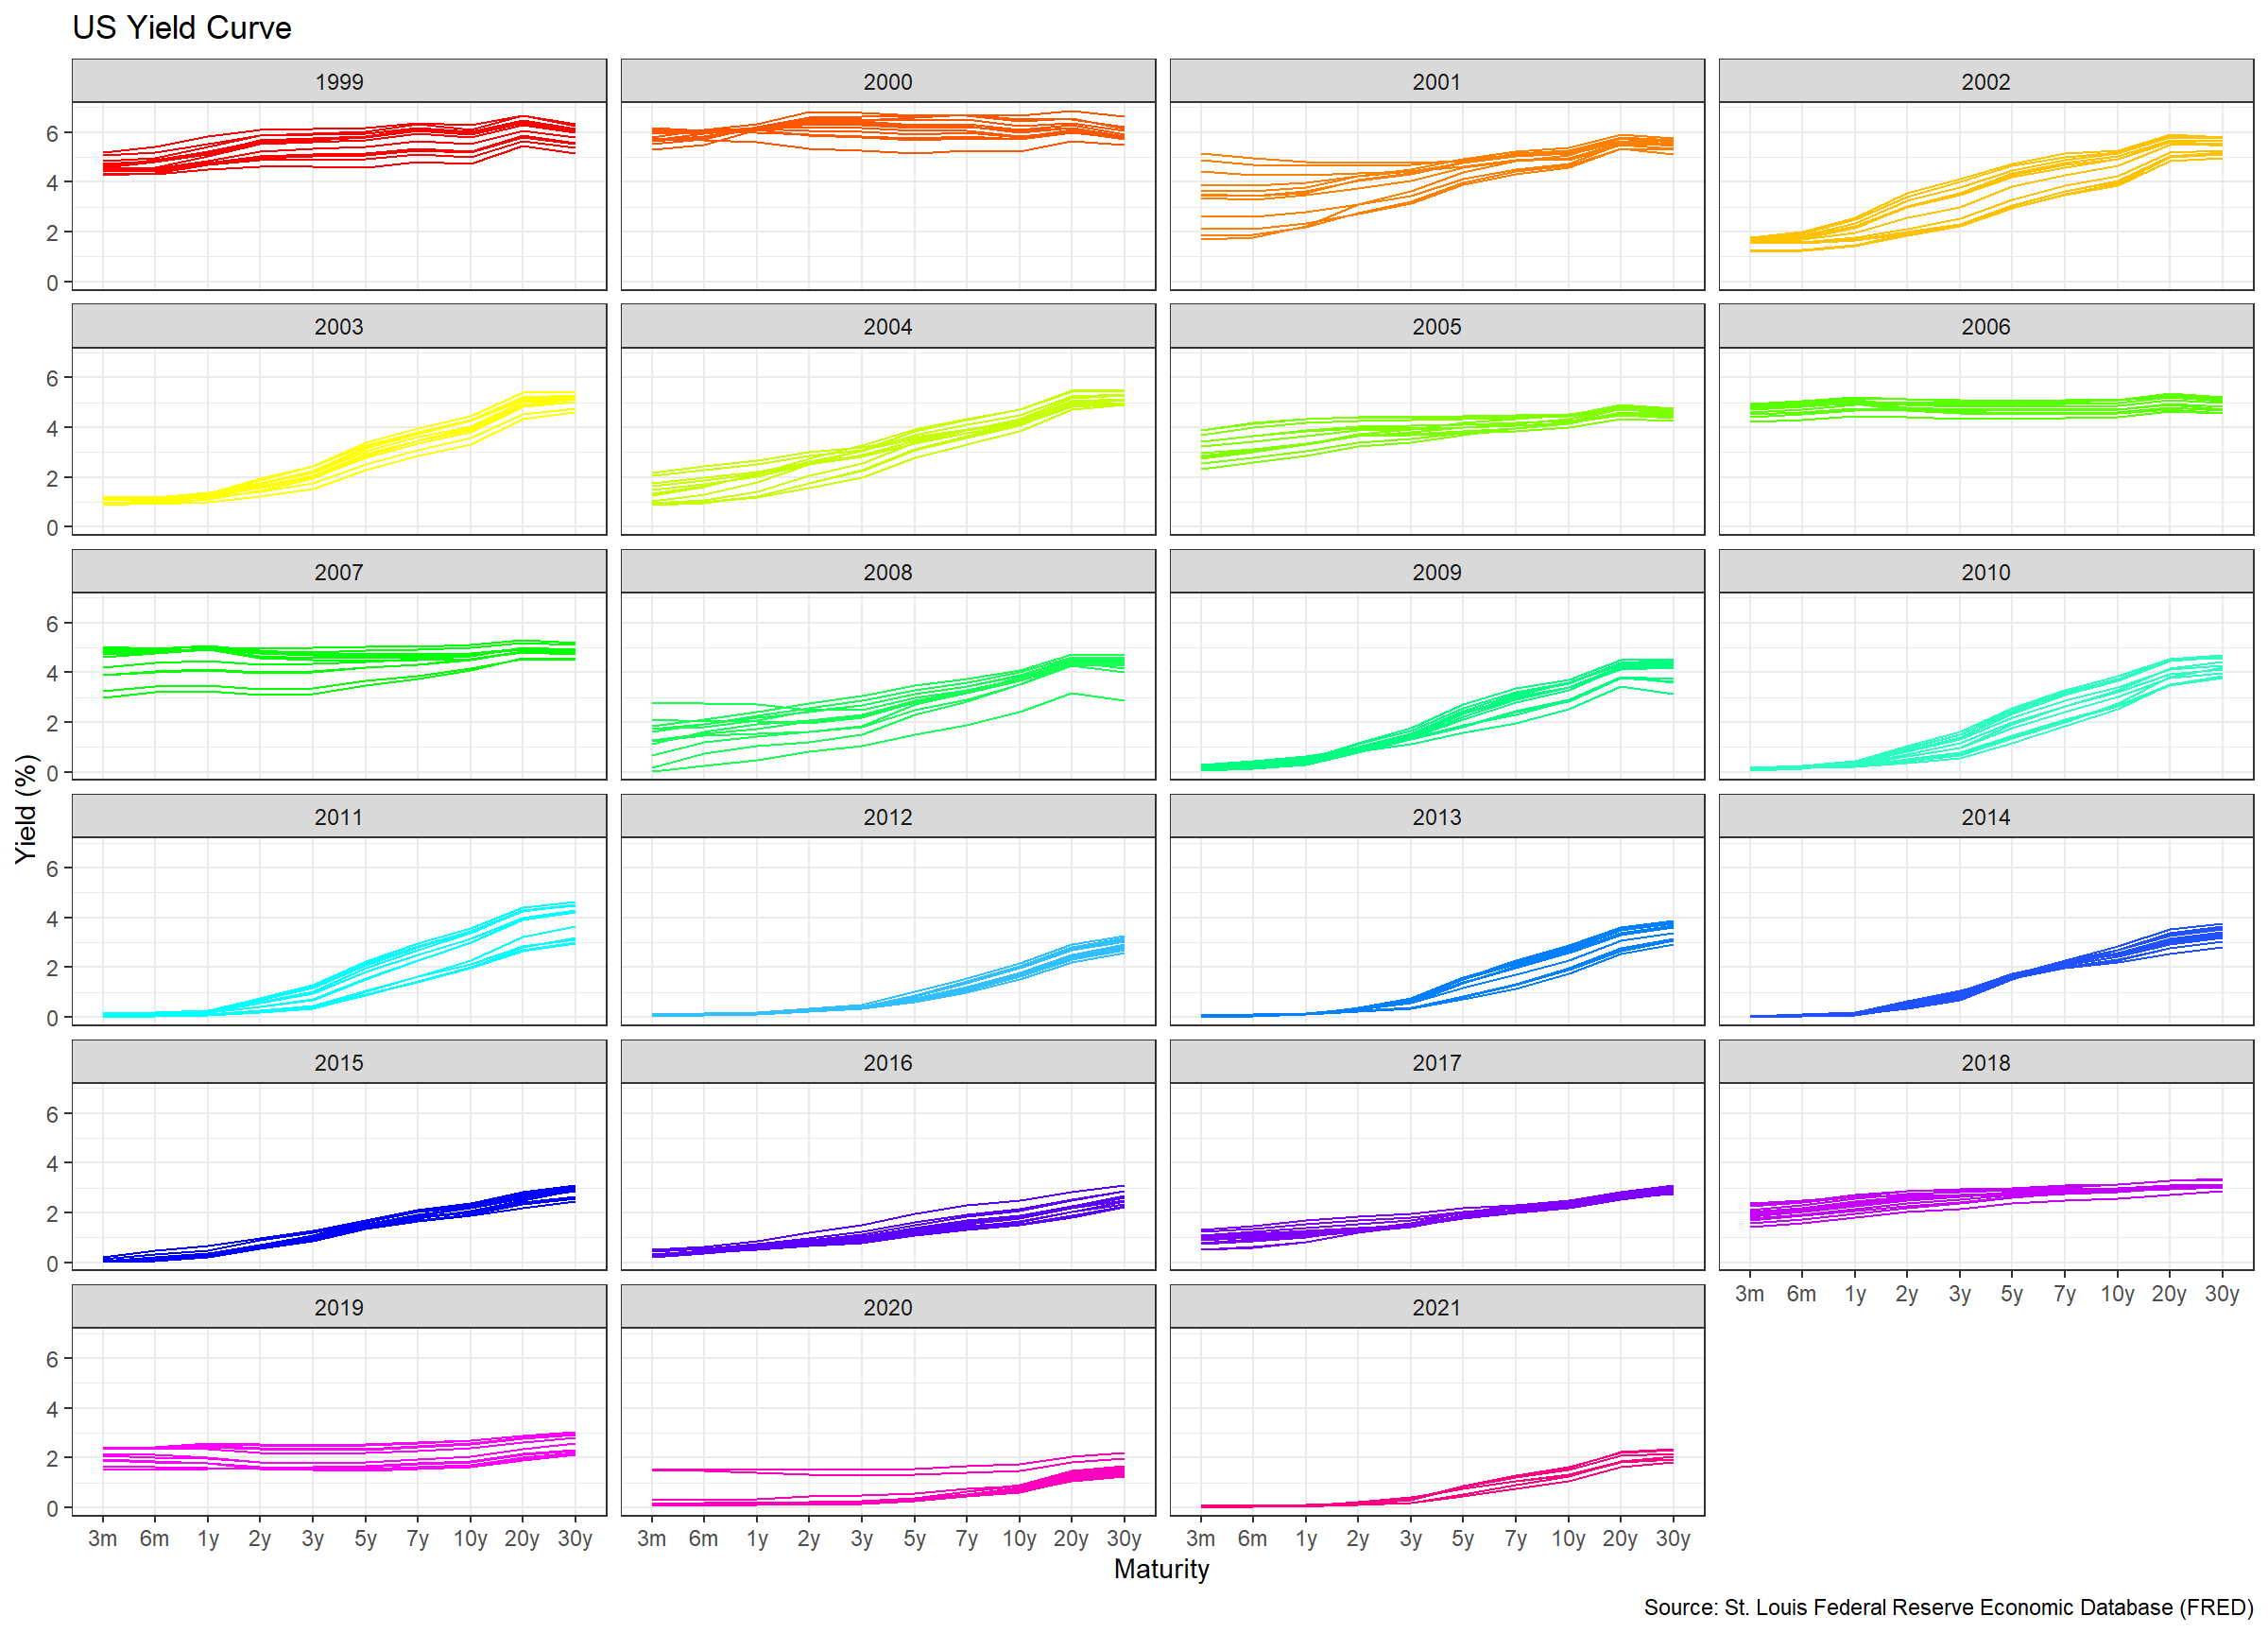 US Yield Curve
1999 2000 2001 2002
6
4
2
0
2003 2004 2005 2006
6
4
2
0
2007 2008 2009 2010
6
4
2
0
Yield (%)
2011 2012 2013 2014
6
4
2
0
2015 2016 2017 2018
6
4
2
0
3m 6m 1y 2y 3y 5y 7y 10y 20y 30y
2019 2020 2021
6
4
2
0
3m 6m 1y 2y 3y 5y 7y 10y 20y 30y 3m 6m 1y 2y 3y 5y 7y 10y 20y 30y 3m 6m 1y 2y 3y 5y 7y 10y 20y 30y
Maturity
Source: St. Louis Federal Reserve Economic Database (FRED)